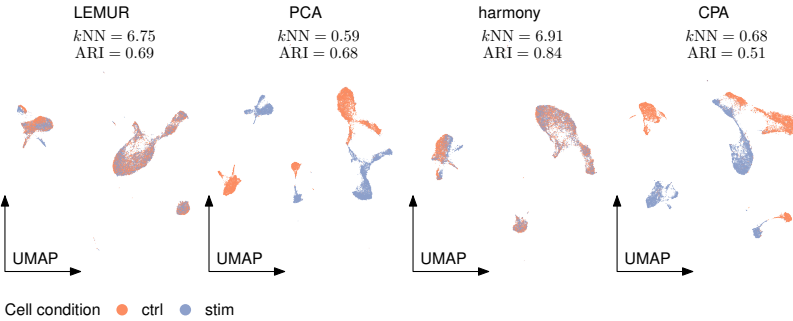 LEMUR
kNN = 6.75
ARI = 0.69
PCA
kNN = 0.59
ARI = 0.68
harmony
kNN = 6.91
ARI = 0.84
CPA
kNN = 0.68
ARI = 0.51
UMAP
UMAP
UMAP
UMAP
Cell condition ctrl stim